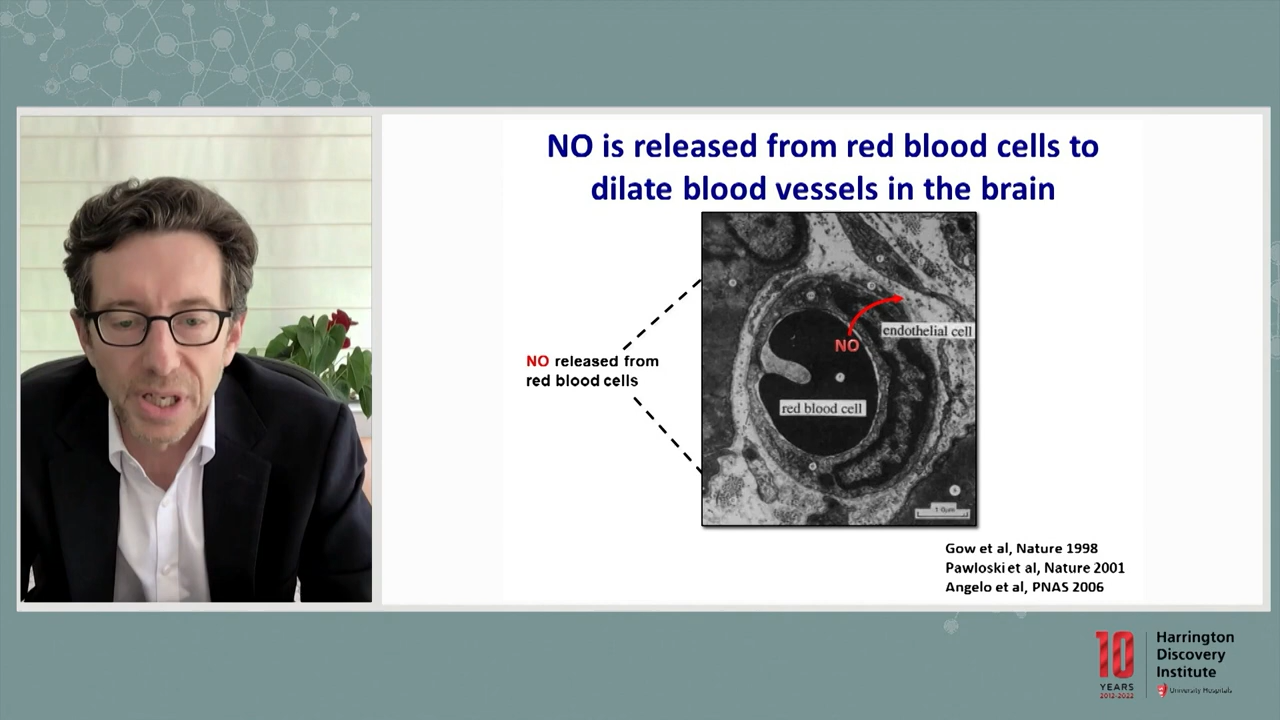 NO is released from red blood cells to
dilate blood vessels in the brain
NO released from
red blood cells
NO
endothelial cell
red blood cell
1·0μm
Gow et al, Nature 1998
Pawloski et al, Nature 2001
Angelo et al, PNAS 2006
10
YEARS
2012-2022
Harrington
Discovery
Institute
University Hospitals